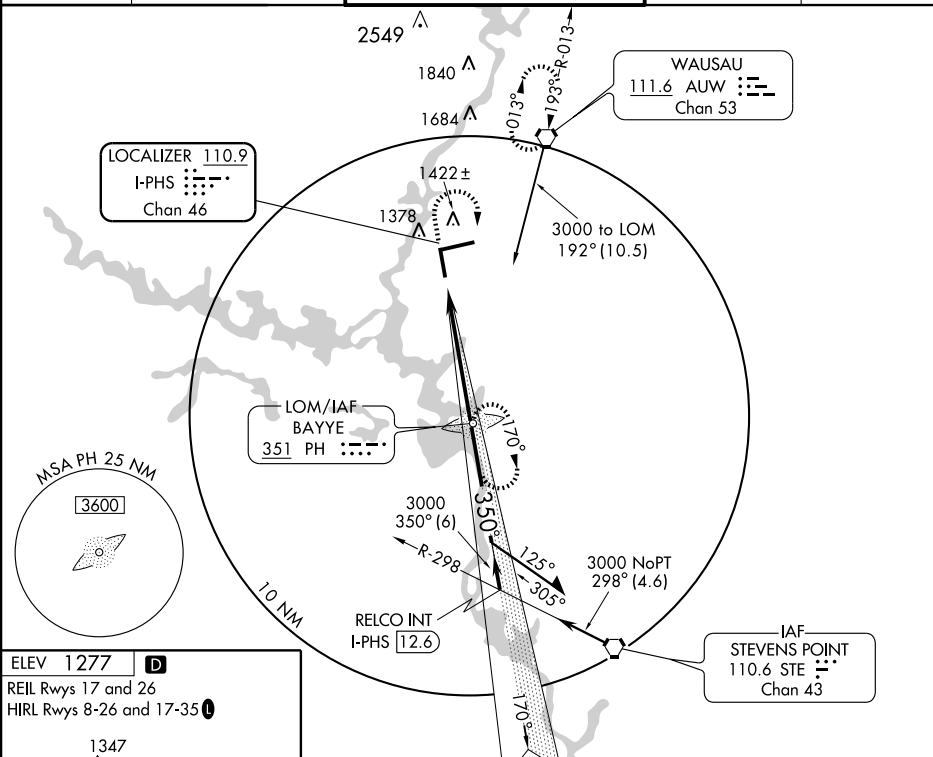 2549
1840
1684
013°
193°
R-013
WAUSAU
111.6 AUW
Chan 53
LOCALIZER 110.9
I-PHS
Chan 46
1422±
1378
3000 to LOM
192° (10.5)
LOM/IAF
BAYYE
351 PH
170°
MSA PH 25 NM
3600
3000
350° (6)
350°
R-298
125°
305°
3000 NoPT
298° (4.6)
10 NM
RELCO INT
I-PHS 12.6
IAF
STEVENS POINT
110.6 STE
Chan 43
170°
ELEV 1277 D
REIL Rwys 17 and 26
HIRL Rwys 8-26 and 17-35 L
1347